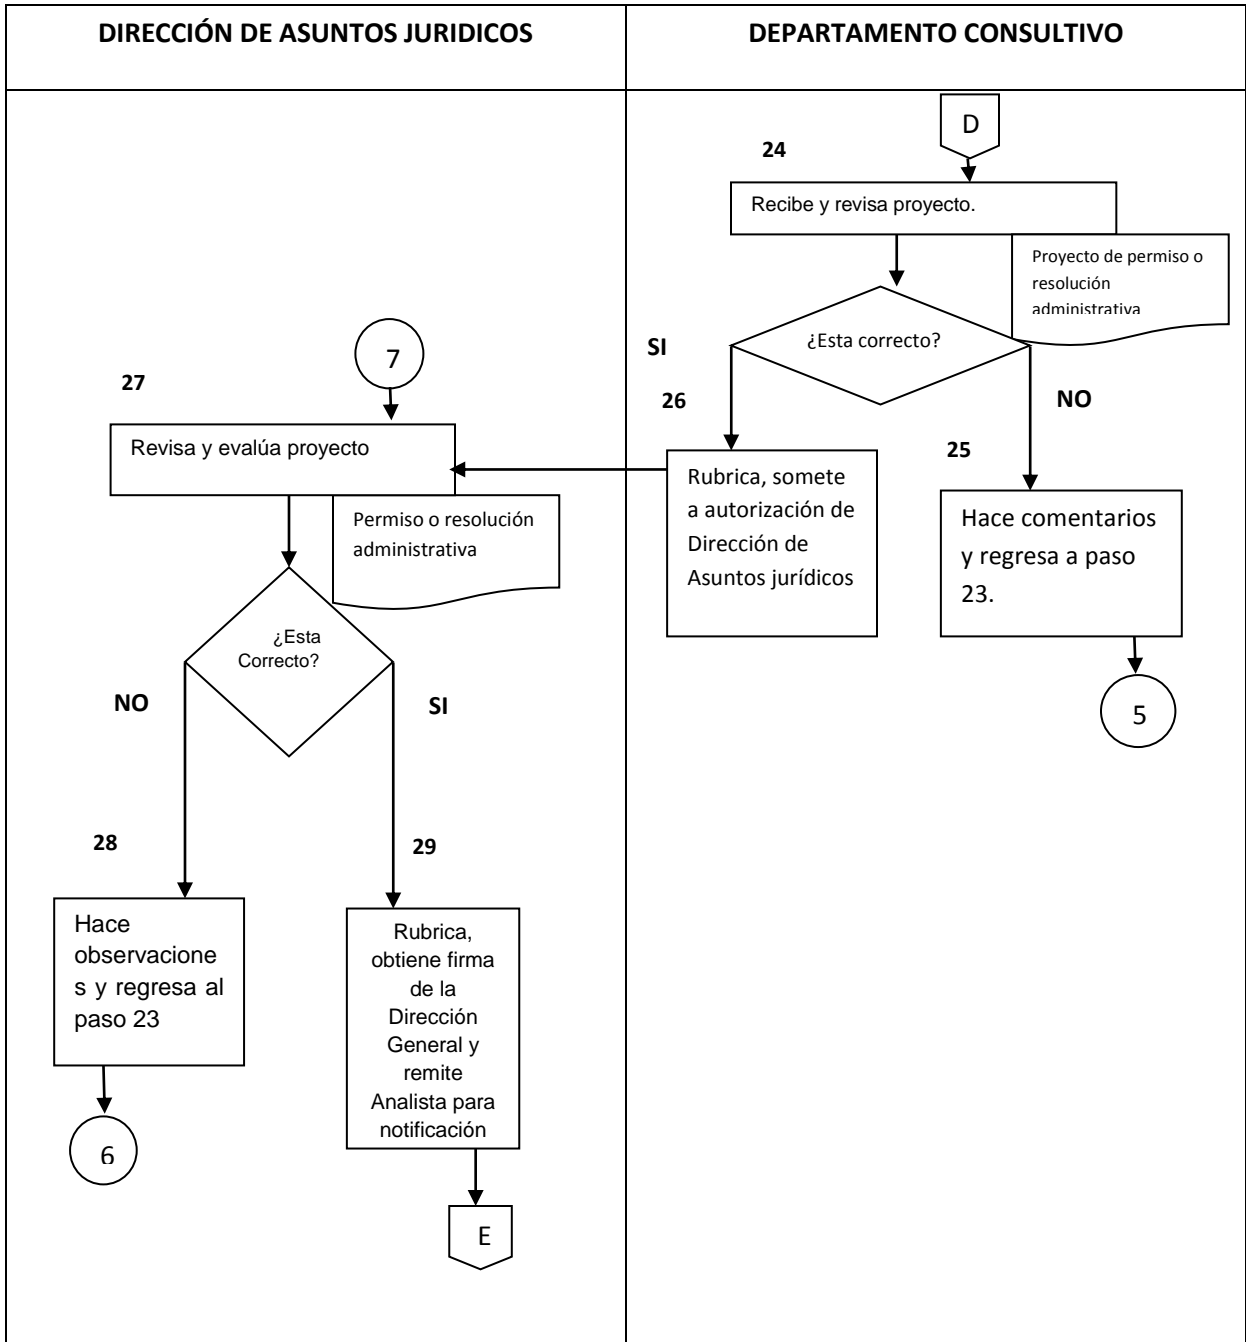 DIRECCIÓN DE ASUNTOS JURIDICOS
DEPARTAMENTO CONSULTIVO
D
24
Recibe y revisa proyecto.
Proyecto de permiso o
resolución
administrativa
¿Esta correcto?
SI
NO
26
Rubrica, somete
a autorización de
Dirección de
Asuntos jurídicos
25
Hace comentarios
y regresa a paso
23.
5
7
27
Revisa y evalúa proyecto
Permiso o resolución
administrativa
¿Esta
Correcto?
NO
SI
28
Hace
observacione
s y regresa al
paso 23
6
29
Rubrica,
obtiene firma
de la
Dirección
General y
remite
Analista para
notificación
E